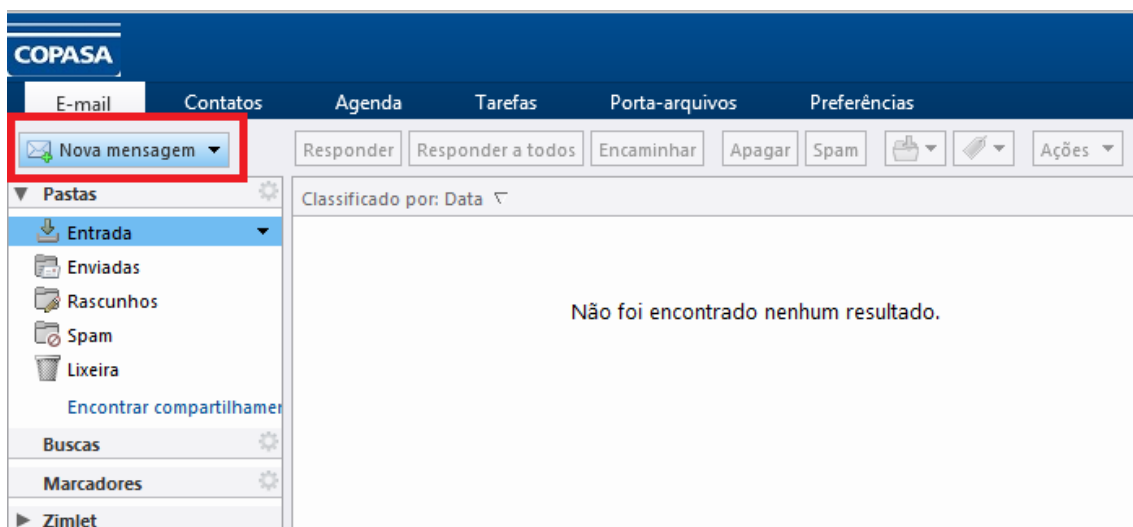 COPASA
E-mail Contatos Agenda Tarefas Porta-arquivos Preferências
Nova mensagem Responder Responder a todos Encaminhar Apagar Spam Ações
Pastas
Classificado por: Data
Entrada
Enviadas
Rascunhos
Não foi encontrado nenhum resultado.
Spam
Lixeira
Encontrar compartilhamer
Buscas
Marcadores
Zimlet